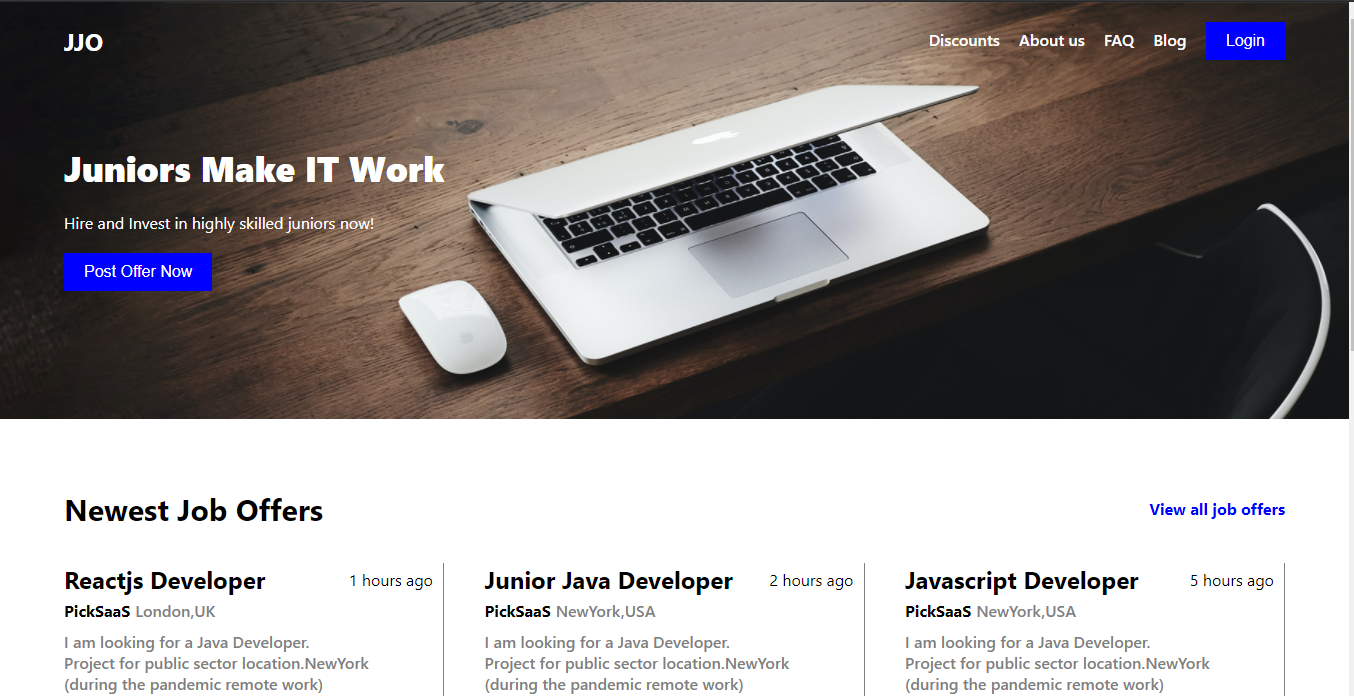 JJO
Discounts About us FAQ Blog Login
Juniors Make IT Work
Hire and Invest in highly skilled juniors now!
Post Offer Now
Newest Job Offers
View all job offers
Reactjs Developer 1 hours ago
PickSaaS London,UK
I am looking for a Java Developer.
Project for public sector location.NewYork
(during the pandemic remote work)
Junior Java Developer 2 hours ago
PickSaaS NewYork,USA
I am looking for a Java Developer.
Project for public sector location.NewYork
(during the pandemic remote work)
Javascript Developer 5 hours ago
PickSaaS NewYork,USA
I am looking for a Java Developer.
Project for public sector location.NewYork
(during the pandemic remote work)